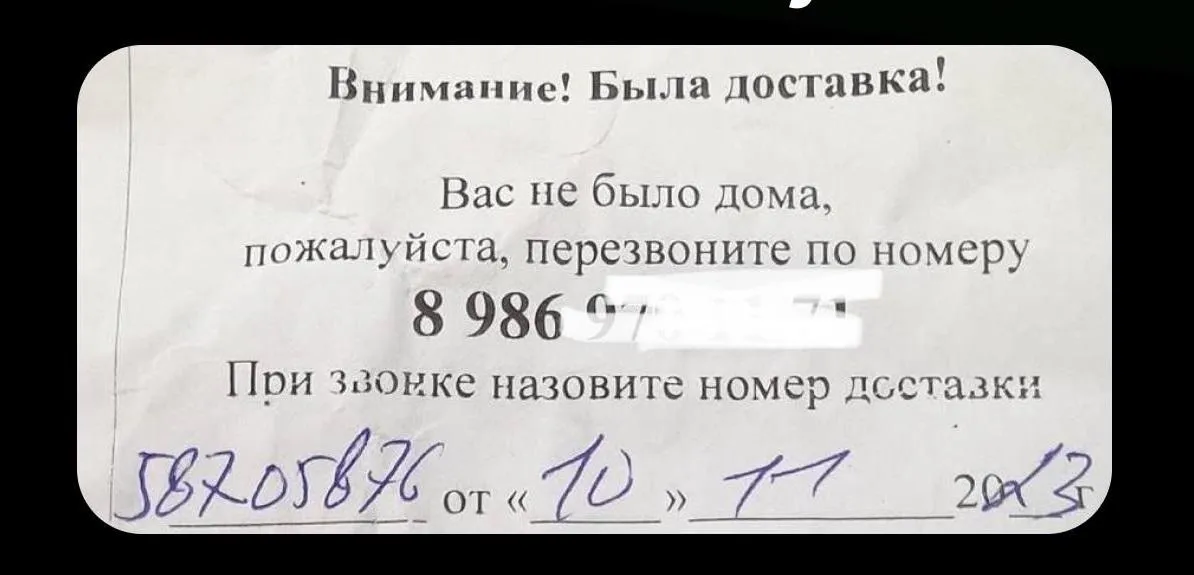 Внимание! Была доставка!
Вас не было дома,
пожалуйста, перезвоните по номеру
8 986
При звонке назовите номер доставки
58705876 от «10» 11 2013г